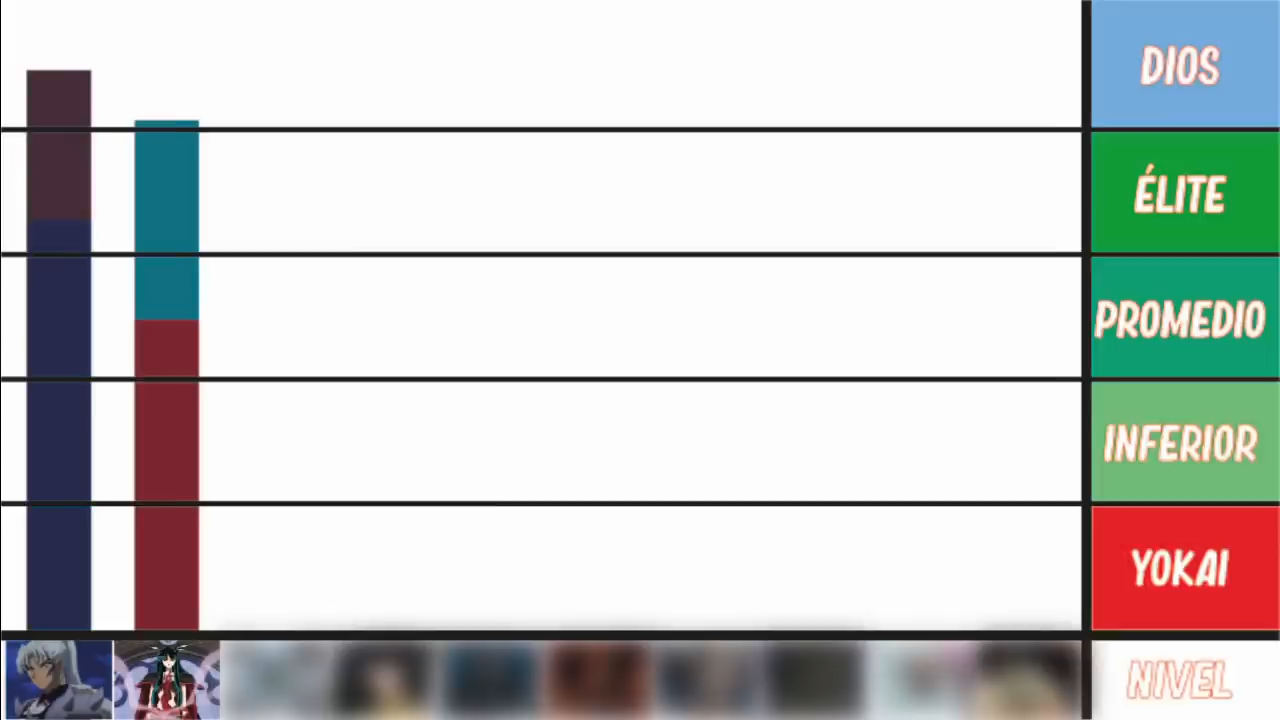 DIOS
ÉLITE
PROMEDIO
INFERIOR
YOKAI
NIVEL